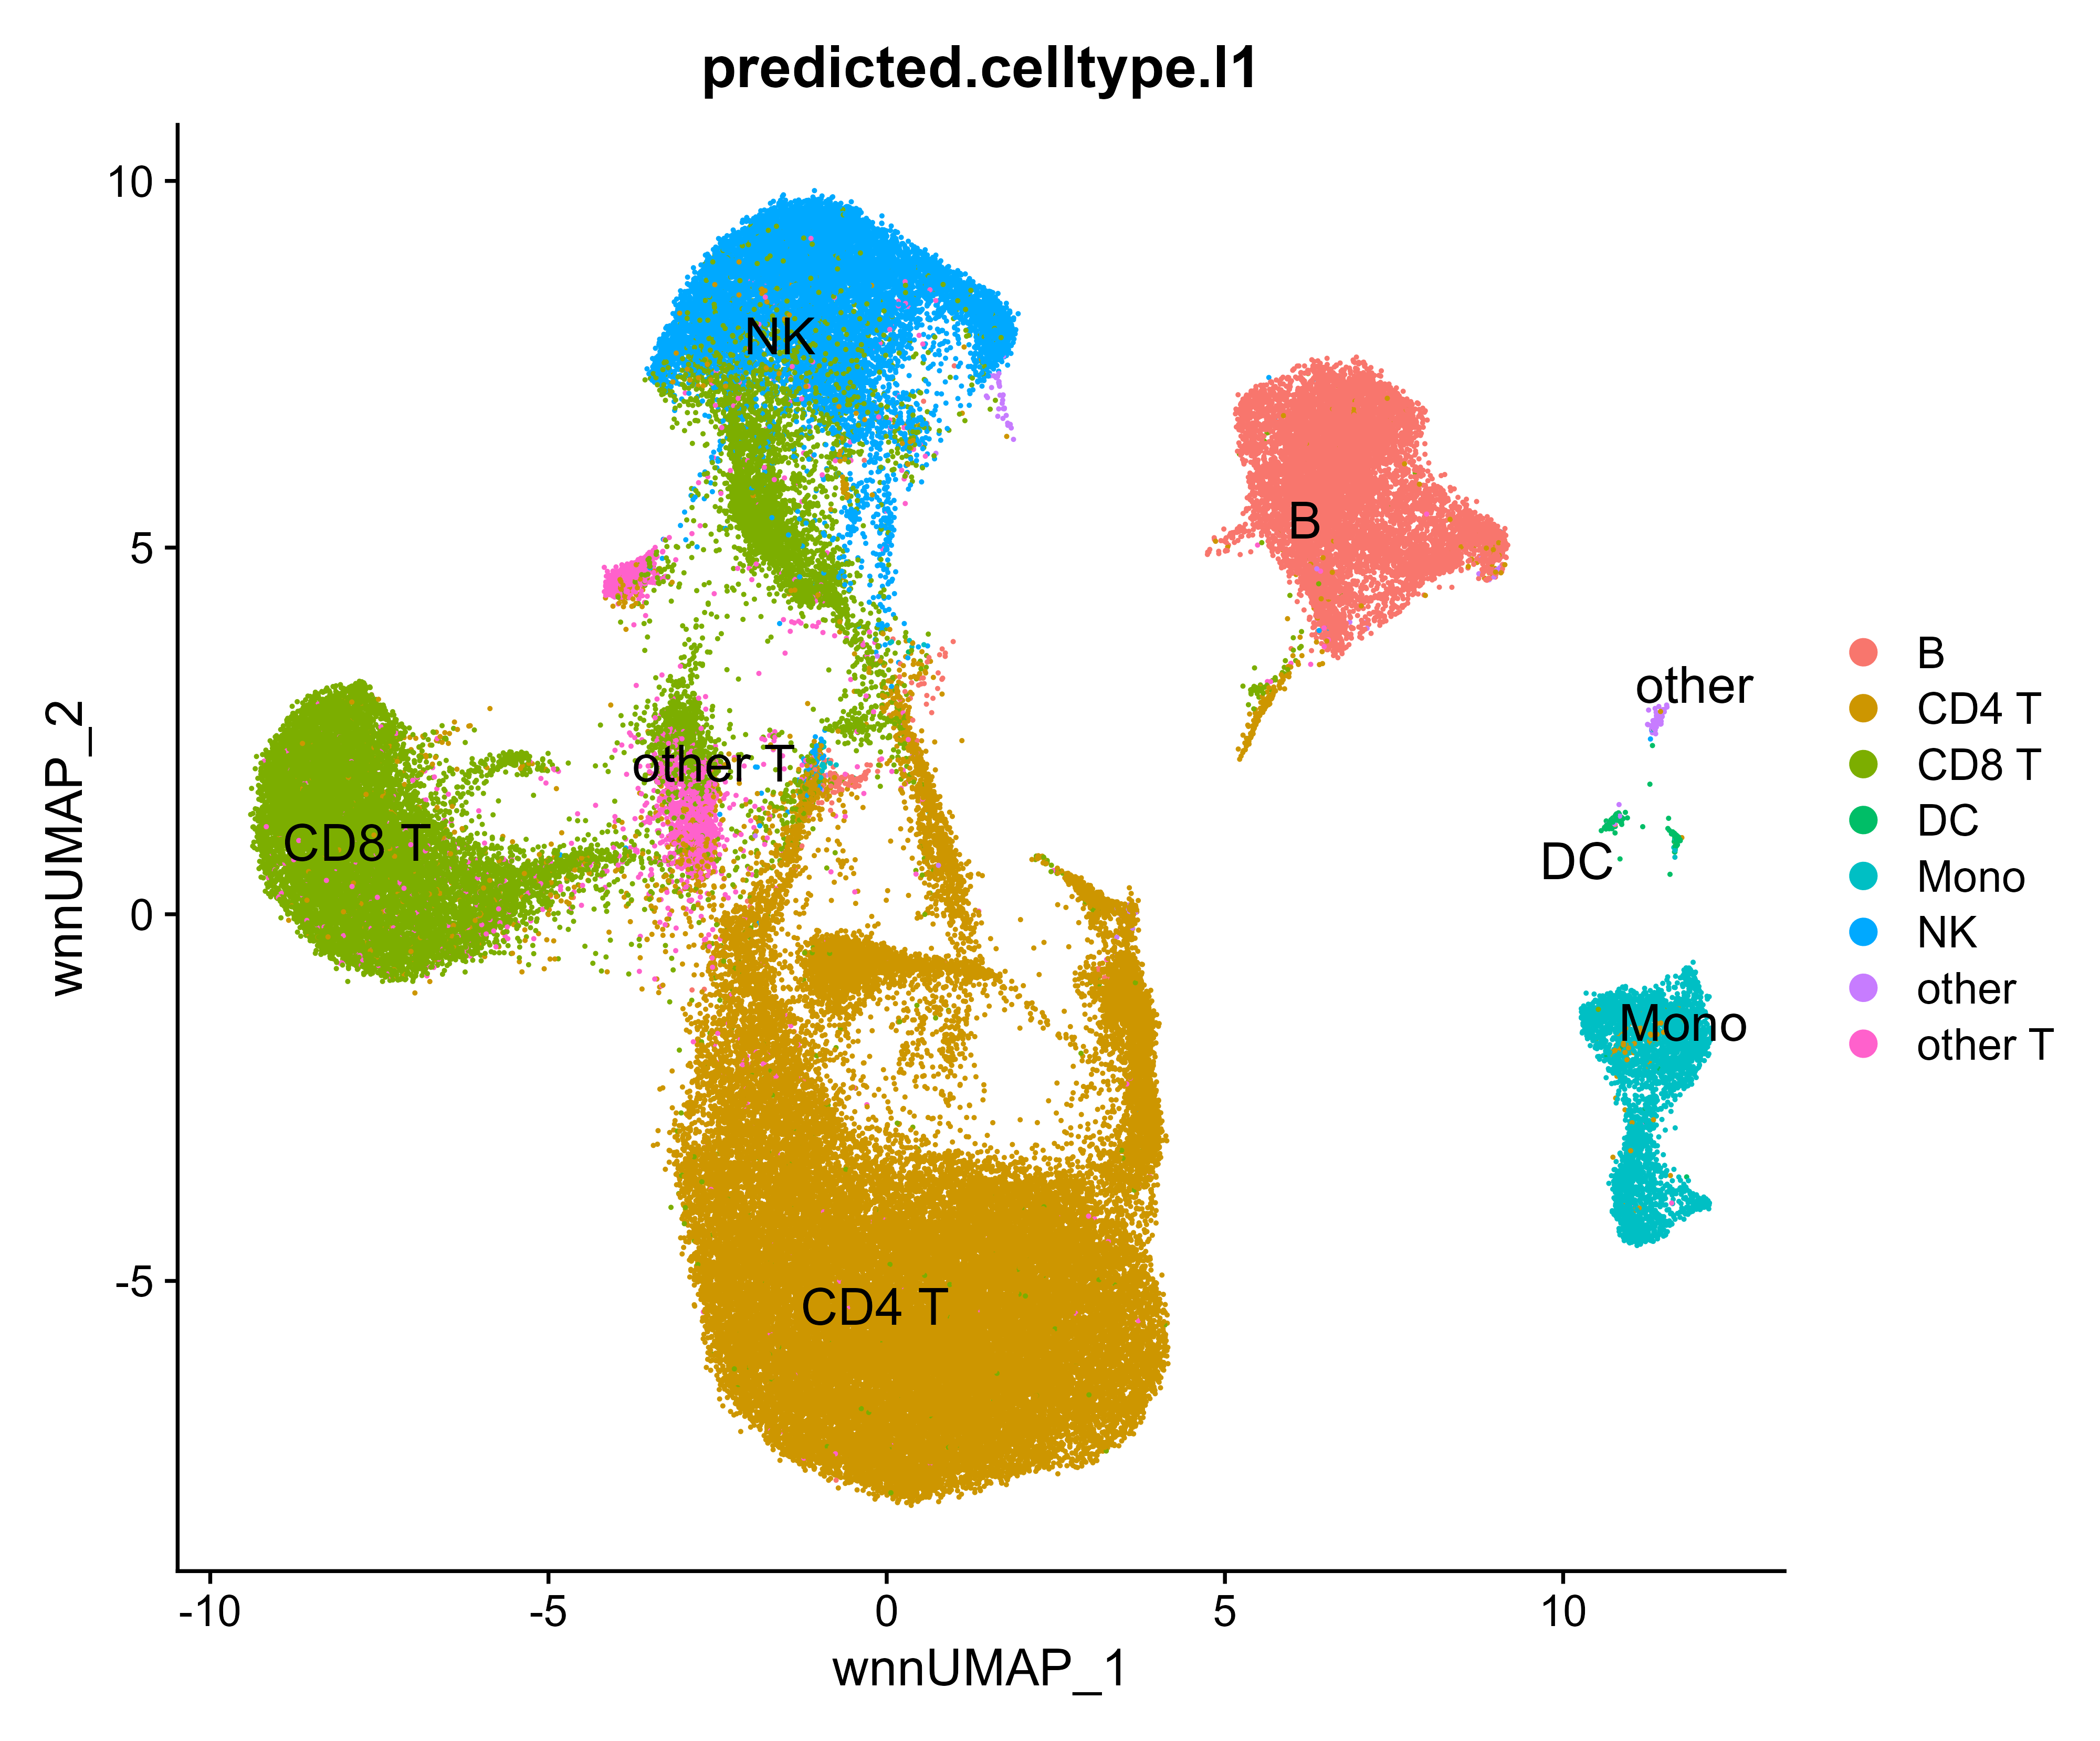 predicted.celltype.l1
10
5
0
-5
wnnUMAP_2
NK
B
other
other T
CD8 T
DC
Mono
CD4 T
B
CD4 T
CD8 T
DC
Mono
NK
other
other T
-10 -5 0 5 10
wnnUMAP_1